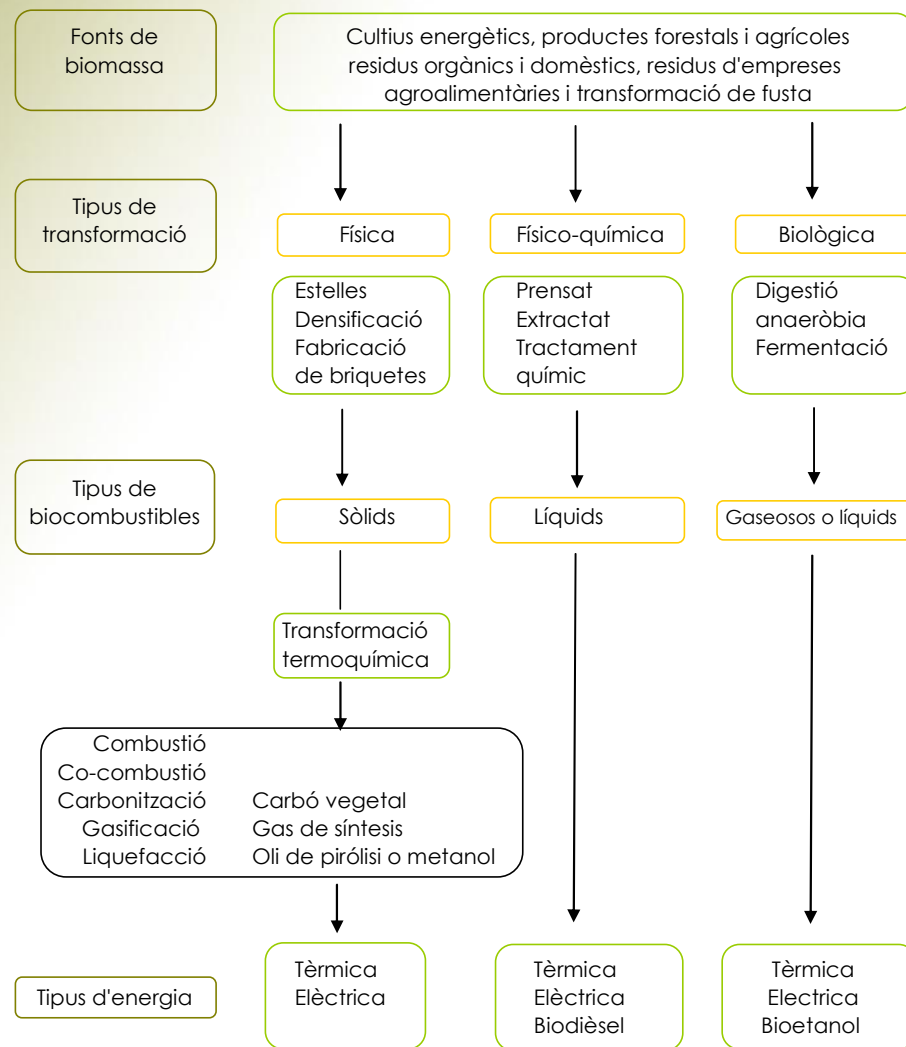 Fonts de
biomassa
Cultius energètics, productes forestals i agrícoles
residus orgànics i domèstics, residus d'empreses
agroalimentàries i transformació de fusta
Tipus de
transformació
Física
Físico-química
Biològica
Estelles
Densificació
Fabricació
de briquetes
Prensat
Extractat
Tractament
químic
Digestió
anaeròbia
Fermentació
Tipus de
biocombustibles
Sòlids
Líquids
Gaseosos o líquids
Transformació
termoquímica
Combustió
Co-combustió
Carbonització Carbó vegetal
Gasificació Gas de síntesis
Liquefacció Oli de pirólisi o metanol
Tipus d'energia
Tèrmica
Elèctrica
Tèrmica
Elèctrica
Biodièsel
Tèrmica
Electrica
Bioetanol